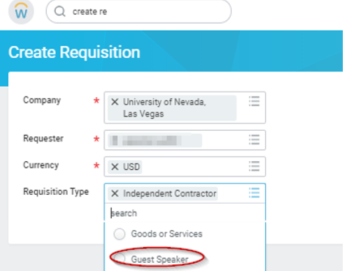 W
create re
Create Requisition
Company * × University of Nevada,
Las Vegas
Requester *
Currency * × USD
Requisition Type × Independent Contractor
search
Goods or Services
Guest Speaker